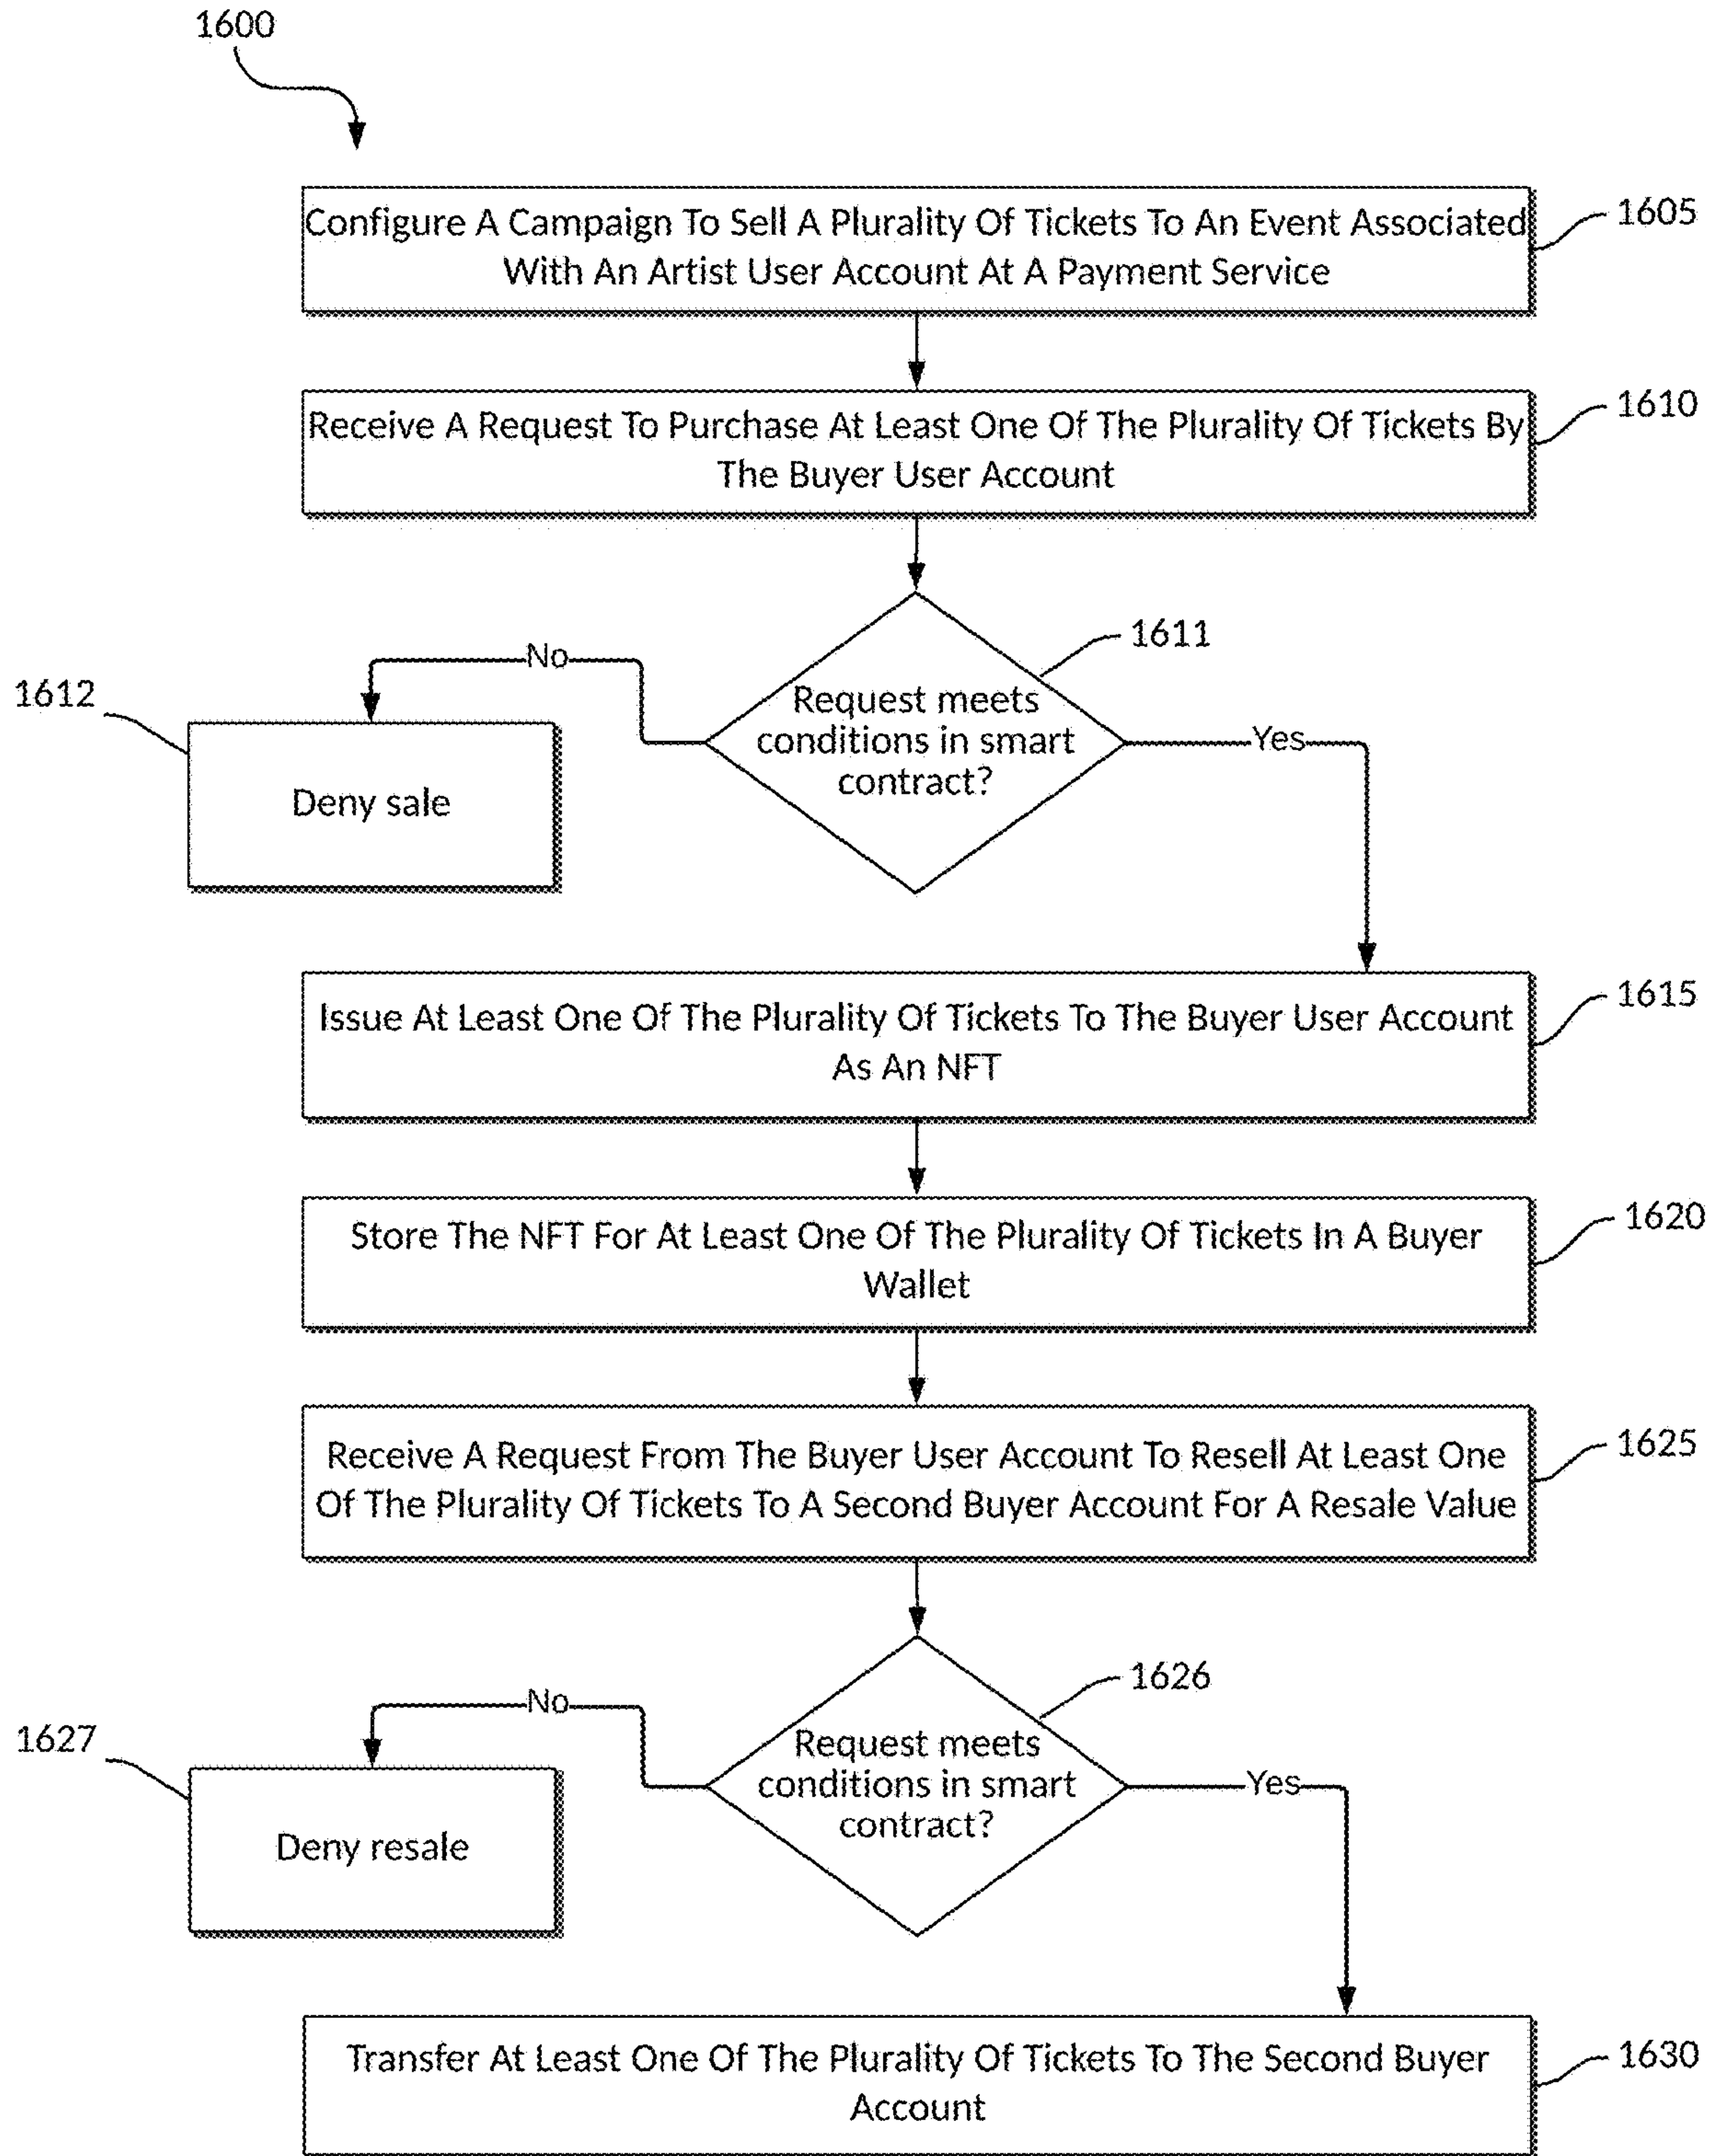 1600
Configure A Campaign To Sell A Plurality Of Tickets To An Event Associated
With An Artist User Account At A Payment Service
1605
Receive A Request To Purchase At Least One Of The Plurality Of Tickets By
The Buyer User Account
1610
1611
Request meets
conditions in smart
contract?
No
Yes
1612
Deny sale
Issue At Least One Of The Plurality Of Tickets To The Buyer User Account
As An NFT
1615
Store The NFT For At Least One Of The Plurality Of Tickets In A Buyer
Wallet
1620
Receive A Request From The Buyer User Account To Resell At Least One
Of The Plurality Of Tickets To A Second Buyer Account For A Resale Value
1625
1626
Request meets
conditions in smart
contract?
No
Yes
1627
Deny resale
Transfer At Least One Of The Plurality Of Tickets To The Second Buyer
Account
1630